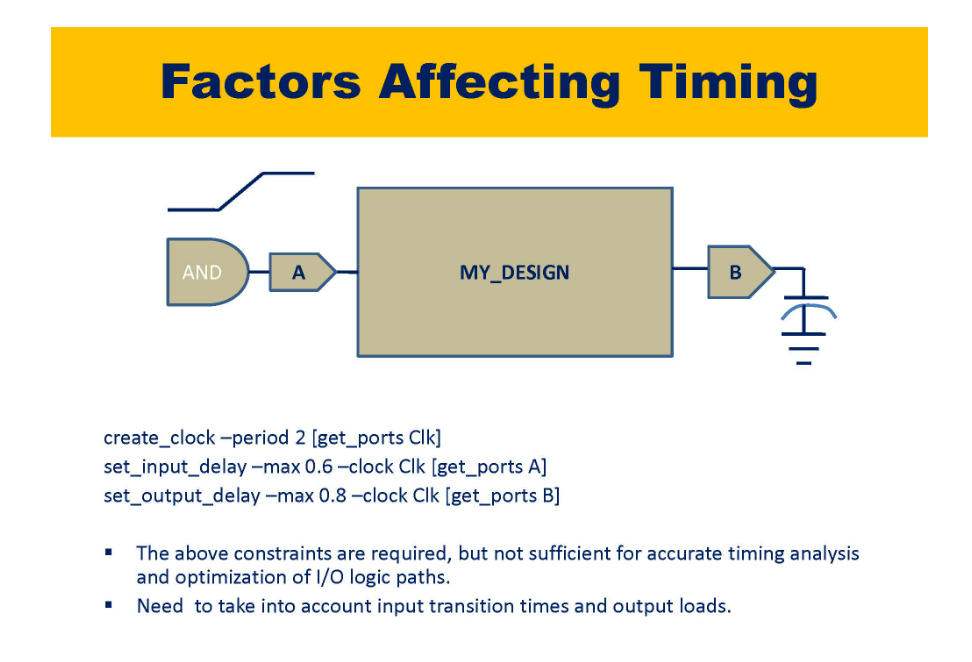 Factors Affecting Timing
AND
A
MY_DESIGN
B
create_clock –period 2 [get_ports Clk]
set_input_delay –max 0.6 –clock Clk [get_ports A]
set_output_delay –max 0.8 –clock Clk [get_ports B]
▪ The above constraints are required, but not sufficient for accurate timing analysis
and optimization of I/O logic paths.
▪ Need to take into account input transition times and output loads.